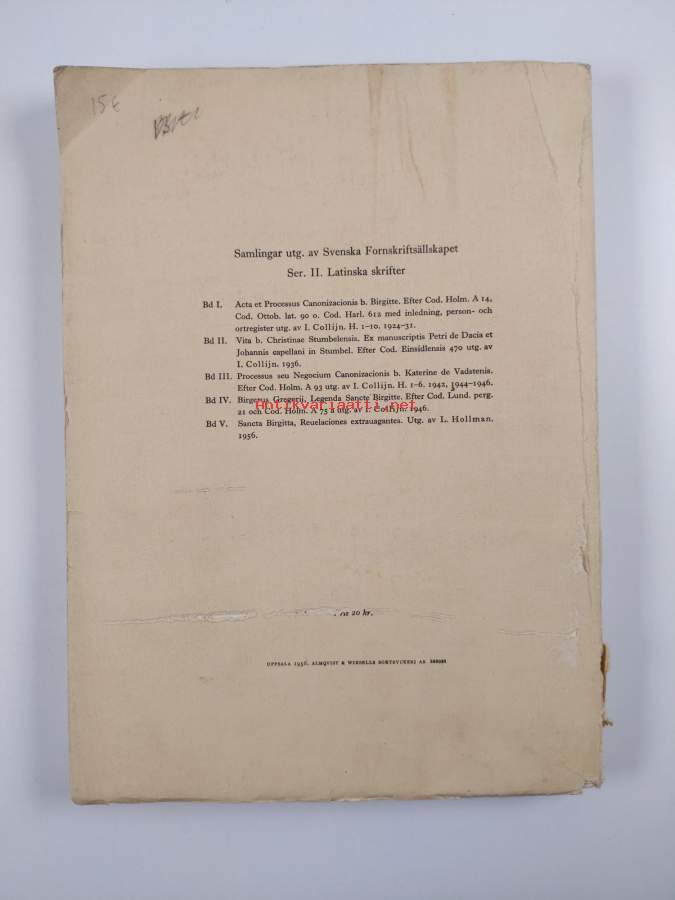 15 €
Samlingar utg. av Svenska Fornskriftsällskapet
Ser. II. Latinska skrifter
Bd I. Acta et Processus Canonizacionis b. Birgitte. Efter Cod. Holm. A 14,
Cod. Ottob. lat. 90 o. Cod. Harl. 612 med inledning, person- och
ortregister utg. av I. Collijn. H. 1–10. 1924–31.
Bd II. Vita b. Christinae Stumbelensis. Ex manuscriptis Petri de Dacia et
Johannis capellani in Stumbel. Efter Cod. Einsidlensis 470 utg. av
I. Collijn. 1936.
Bd III. Processus seu Negocium Canonizacionis b. Katerine de Vadstenis.
Efter Cod. Holm. A 93 utg. av I. Collijn. H. 1–6. 1942, 1944–1946.
Bd IV. Birgerus Gregerij, Legenda Sancte Birgitte. Efter Cod. Lund. perg.
21 och Cod. Holm. A 75 a utg. av I. Collijn. 1946.
Antikvariaatti.net
Bd V. Sancta Birgitta, Reuelaciones extrauagantes. Utg. av L. Hollman.
1956.
20 kr.
UPPSALA 1956. ALMQVIST & WIKSELLS BOKTRYCKERI AB